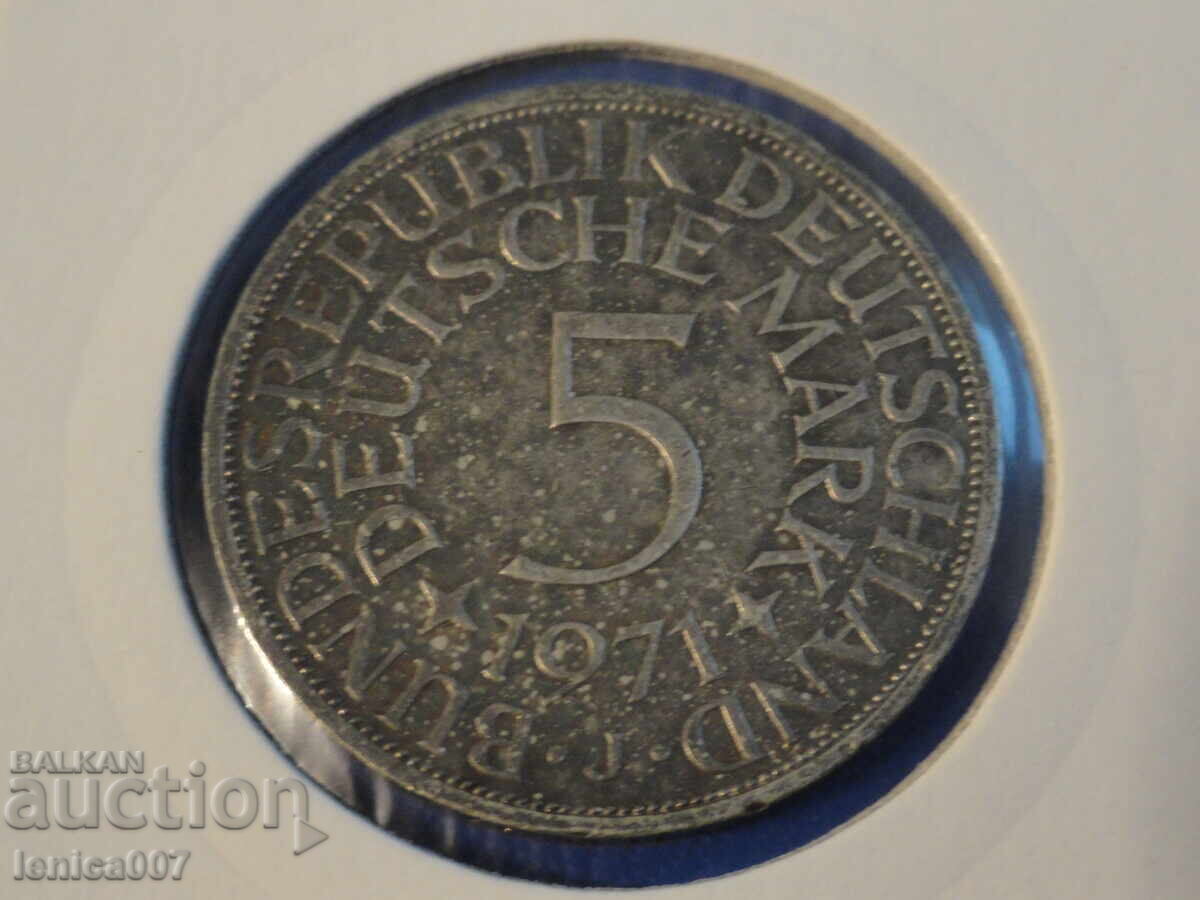 BUNDESREPUBLIK DEUTSCHLAND
DEUTSCHE MARK
5
1971
· J ·
BALKAN
auction
lenica007